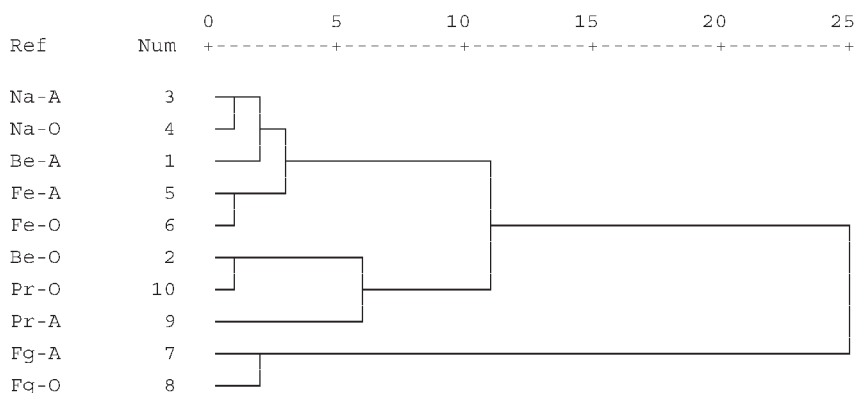 0 5 10 15 20 25
Ref Num +---------+---------+---------+---------+---------+
Na-A 3
Na-O 4
Be-A 1
Fe-A 5
Fe-O 6
Be-O 2
Pr-O 10
Pr-A 9
Fg-A 7
Fg-O 8